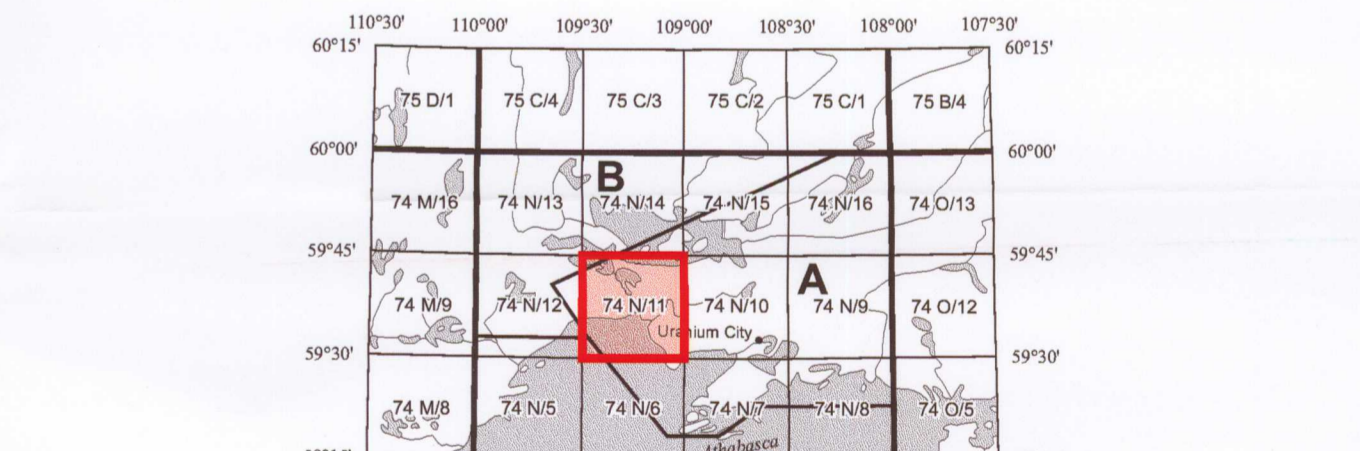 110°30' 110°00' 109°30' 109°00' 108°30' 108°00' 107°30'
60°15' 60°15'
75 D/1 75 C/4 75 C/3 75 C/2 75 C/1 75 B/4
60°00' 60°00'
B
74 M/16 74 N/13 74 N/14 74 N/15 74 N/16 74 O/13
59°45' 59°45'
A
74 M/9 74 N/12 74 N/11 74 N/10 74 N/9 74 O/12
Uranium City
59°30' 59°30'
74 M/8 74 N/5 74 N/6 74 N/7 74 N/8 74 O/5
Athabasca